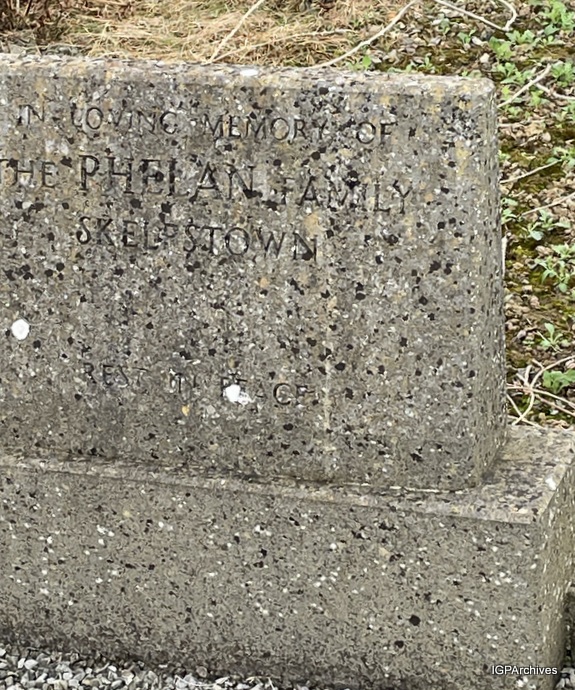 IN LOVING MEMORY OF
THE PHELAN FAMILY
SKELPSTOWN
REST IN PEACE
IGPArchives